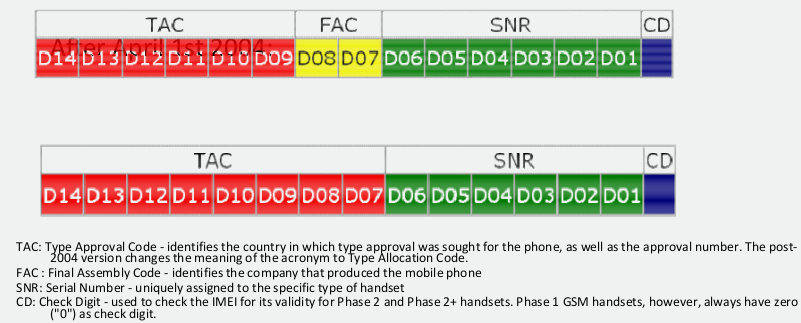 TAC FAC SNR CD
After April 1st 2004:
D14 D13 D12 D11 D10 D09 D08 D07 D06 D05 D04 D03 D02 D01
TAC SNR CD
D14 D13 D12 D11 D10 D09 D08 D07 D06 D05 D04 D03 D02 D01
TAC: Type Approval Code - identifies the country in which type approval was sought for the phone, as well as the approval number. The post-
2004 version changes the meaning of the acronym to Type Allocation Code.
FAC : Final Assembly Code - identifies the company that produced the mobile phone
SNR: Serial Number - uniquely assigned to the specific type of handset
CD: Check Digit - used to check the IMEI for its validity for Phase 2 and Phase 2+ handsets. Phase 1 GSM handsets, however, always have zero
("0") as check digit.